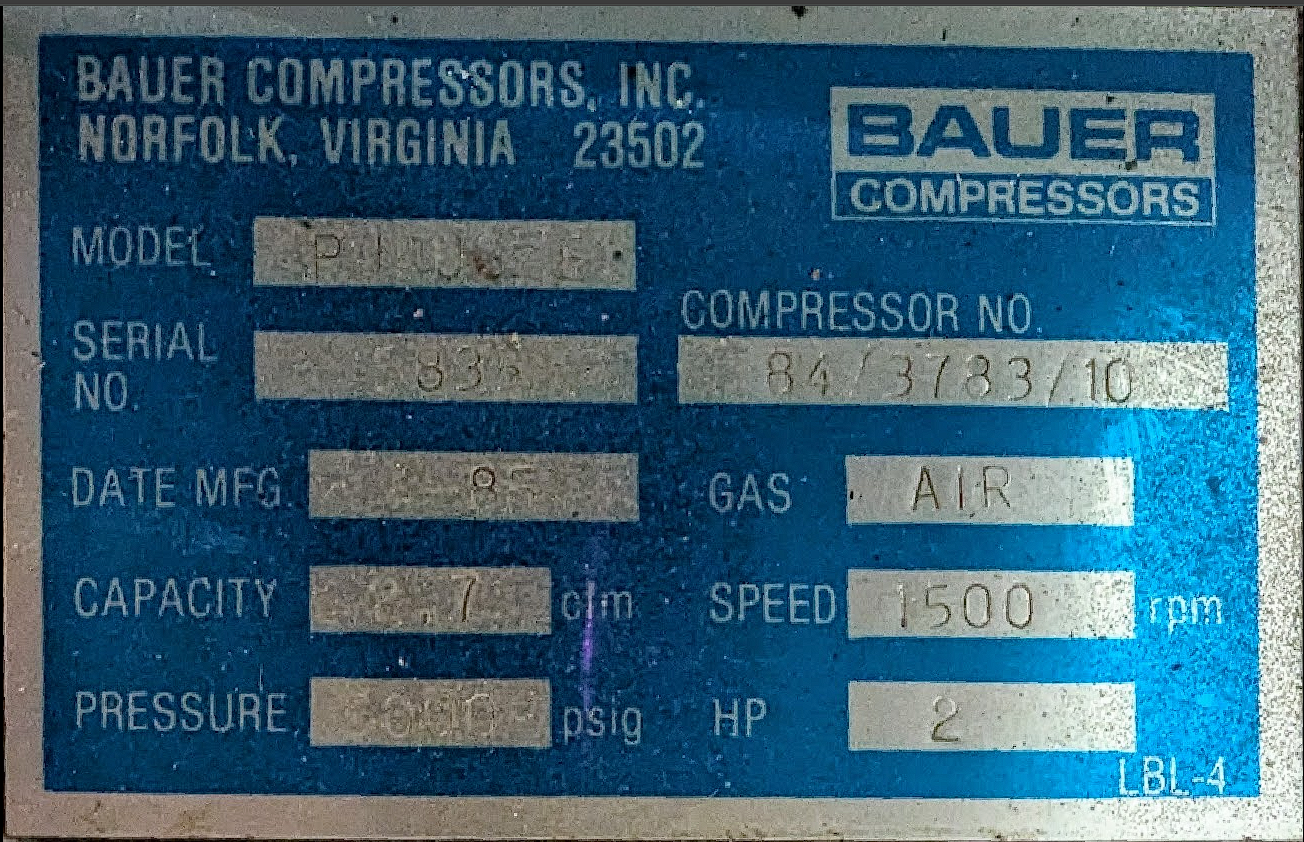 BAUER COMPRESSORS, INC.
NORFOLK, VIRGINIA 23502
BAUER
COMPRESSORS
MODEL
SERIAL
NO.
COMPRESSOR NO.
84/3783/10
DATE MFG.
GAS AIR
CAPACITY cfm
SPEED 1500 rpm
PRESSURE psig
HP 2
LBL-4